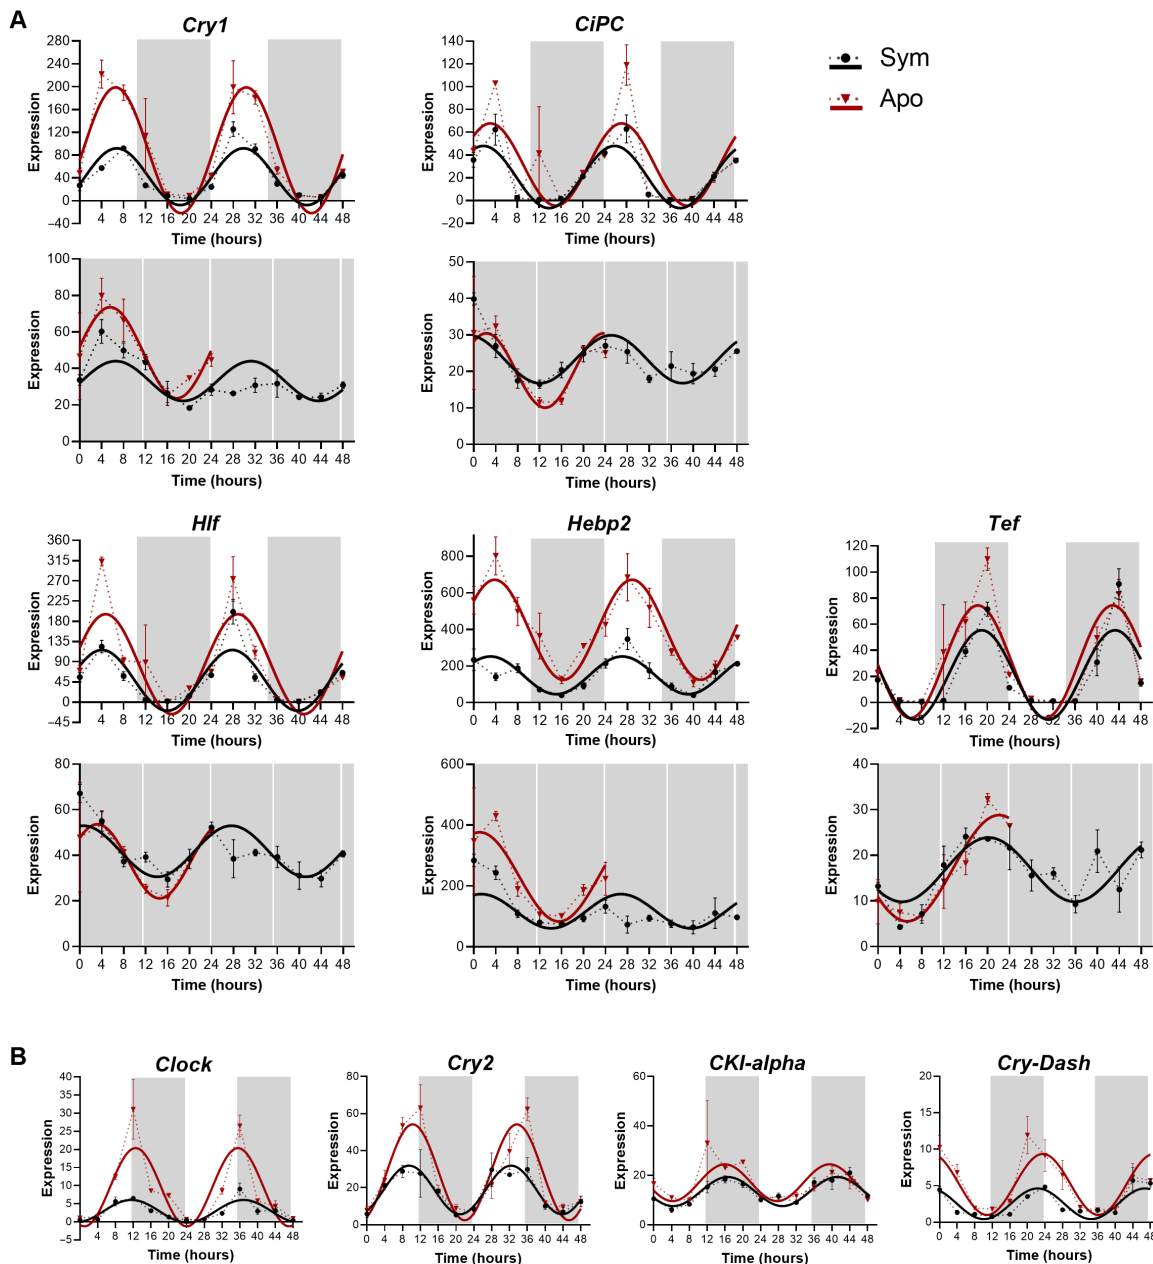 A
Cry1
CiPC
Sym
Apo
280
240
200
160
120
80
40
0
−40
Expression
4 8 12 16 20 24 28 32 36 40 44 48
Time (hours)
140
120
100
80
60
40
20
0
−20
Expression
4 8 12 16 20 24 28 32 36 40 44 48
Time (hours)
100
80
60
40
20
0
Expression
0 4 8 12 16 20 24 28 32 36 40 44 48
Time (hours)
50
40
30
20
10
0
Expression
0 4 8 12 16 20 24 28 32 36 40 44 48
Time (hours)
Hlf
Hebp2
Tef
360
315
270
225
180
135
90
45
0
−45
Expression
4 8 12 16 20 24 28 32 36 40 44 48
Time (hours)
800
600
400
200
0
Expression
0 4 8 12 16 20 24 28 32 36 40 44 48
Time (hours)
120
100
80
60
40
20
0
−20
Expression
4 8 12 16 20 24 28 32 36 40 44 48
Time (hours)
80
60
40
20
0
Expression
0 4 8 12 16 20 24 28 32 36 40 44 48
Time (hours)
600
400
200
0
Expression
0 4 8 12 16 20 24 28 32 36 40 44 48
Time (hours)
40
30
20
10
0
Expression
0 4 8 12 16 20 24 28 32 36 40 44 48
Time (hours)
B
Clock
Cry2
CKI-alpha
Cry-Dash
40
35
30
25
20
15
10
5
0
−5
Expression
4 8 12 16 20 24 28 32 36 40 44 48
Time (hours)
80
60
40
20
0
Expression
0 4 8 12 16 20 24 28 32 36 40 44 48
Time (hours)
60
40
20
0
Expression
0 4 8 12 16 20 24 28 32 36 40 44 48
Time (hours)
20
15
10
5
0
Expression
0 4 8 12 16 20 24 28 32 36 40 44 48
Time (hours)